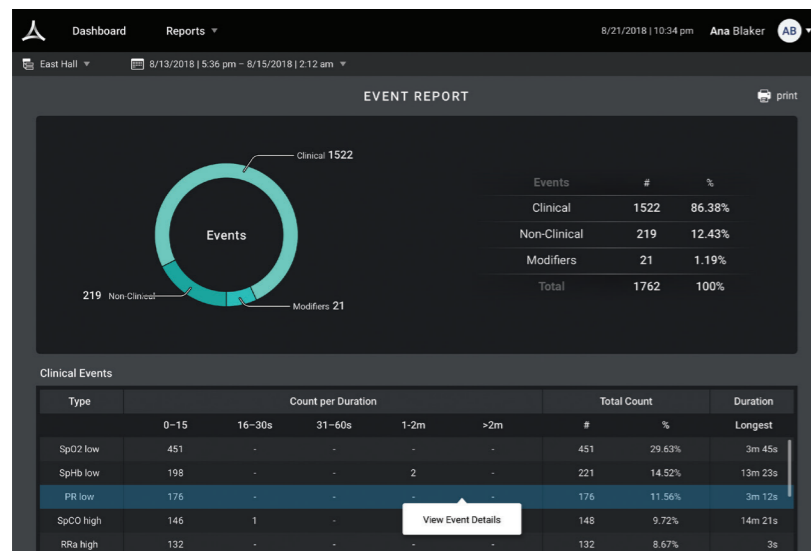 Dashboard Reports 8/21/2018 | 10:34 pm Ana Blaker AB
East Hall 8/13/2018 | 5:36 pm – 8/15/2018 | 2:12 am
EVENT REPORT print
Clinical 1522
Events
219 Non-Clinical
Modifiers 21
Events # %
Clinical 1522 86.38%
Non-Clinical 219 12.43%
Modifiers 21 1.19%
Total 1762 100%
Clinical Events
Type Count per Duration Total Count Duration
0–15 16–30s 31–60s 1-2m >2m # % Longest
SpO2 low 451 - - - - 451 29.63% 3m 45s
SpHb low 198 - - 2 - 221 14.52% 13m 23s
PR low 176 - - - - 176 11.56% 3m 12s
SpCO high 146 1 - 148 9.72% 14m 21s
View Event Details
RRa high 132 - - - - 132 8.67% 3s